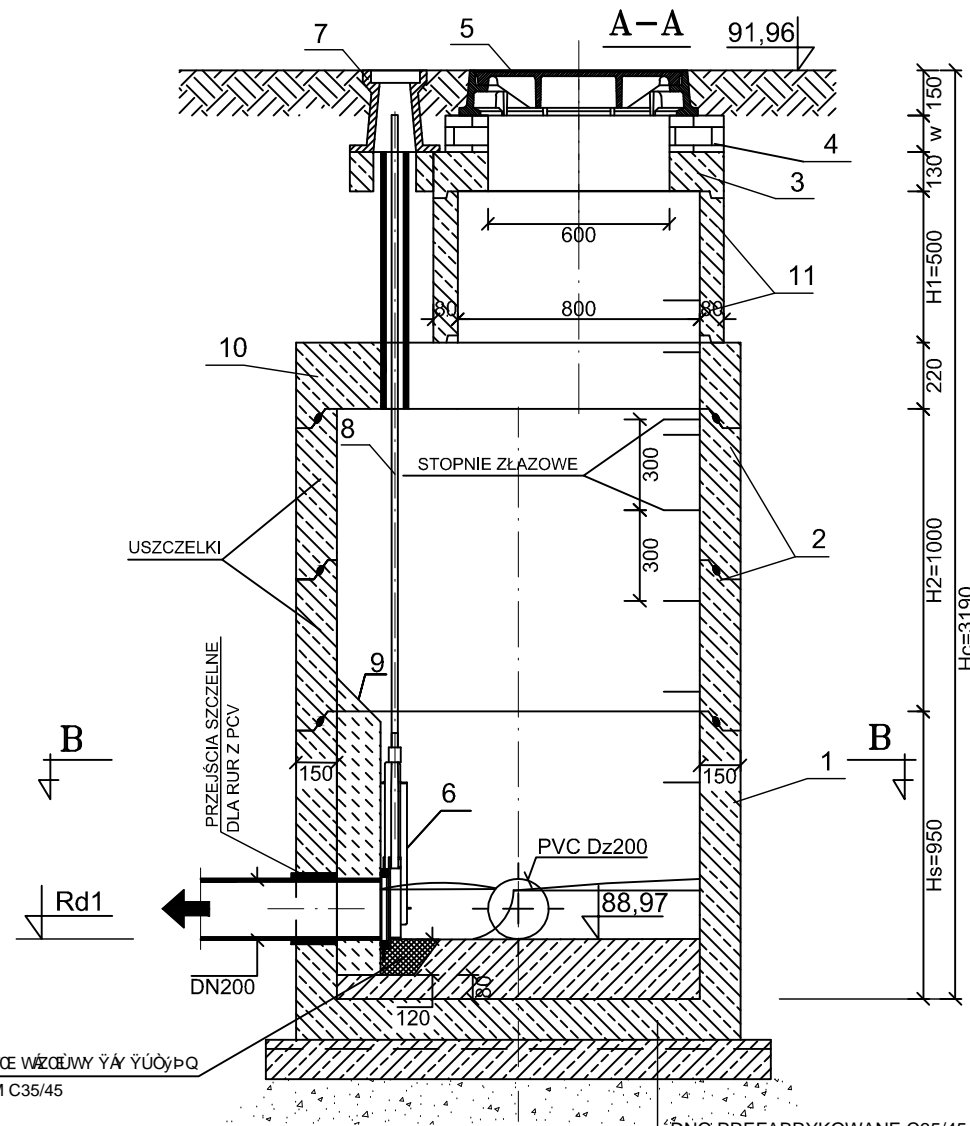 A-A
91,96
7
5
150
w
4
130
3
600
H1=500
11
80
800
80
10
220
8
STOPNIE ZŁAZOWE
300
USZCZELKI
2
300
H2=1000
Hc=3190
PRZEJŚCIA SZCZELNE
DLA RUR Z PCV
9
B
B
150
150
1
6
PVC Dz200
Hs=950
Rd1
88,97
DN200
80
120
C35/45
DNO PREFABRYKOWANE C35/45